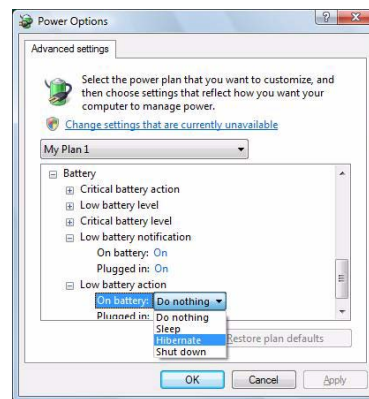 Power Options
Advanced settings
Select the power plan that you want to customize, and
then choose settings that reflect how you want your
computer to manage power.
Change settings that are currently unavailable
My Plan 1
Battery
Critical battery action
Low battery level
Critical battery level
Low battery notification
On battery: On
Plugged in: On
Low battery action
On battery: Do nothing
Plugged in:
Do nothing
Sleep
Hibernate
Shut down
Restore plan defaults
OK Cancel Apply